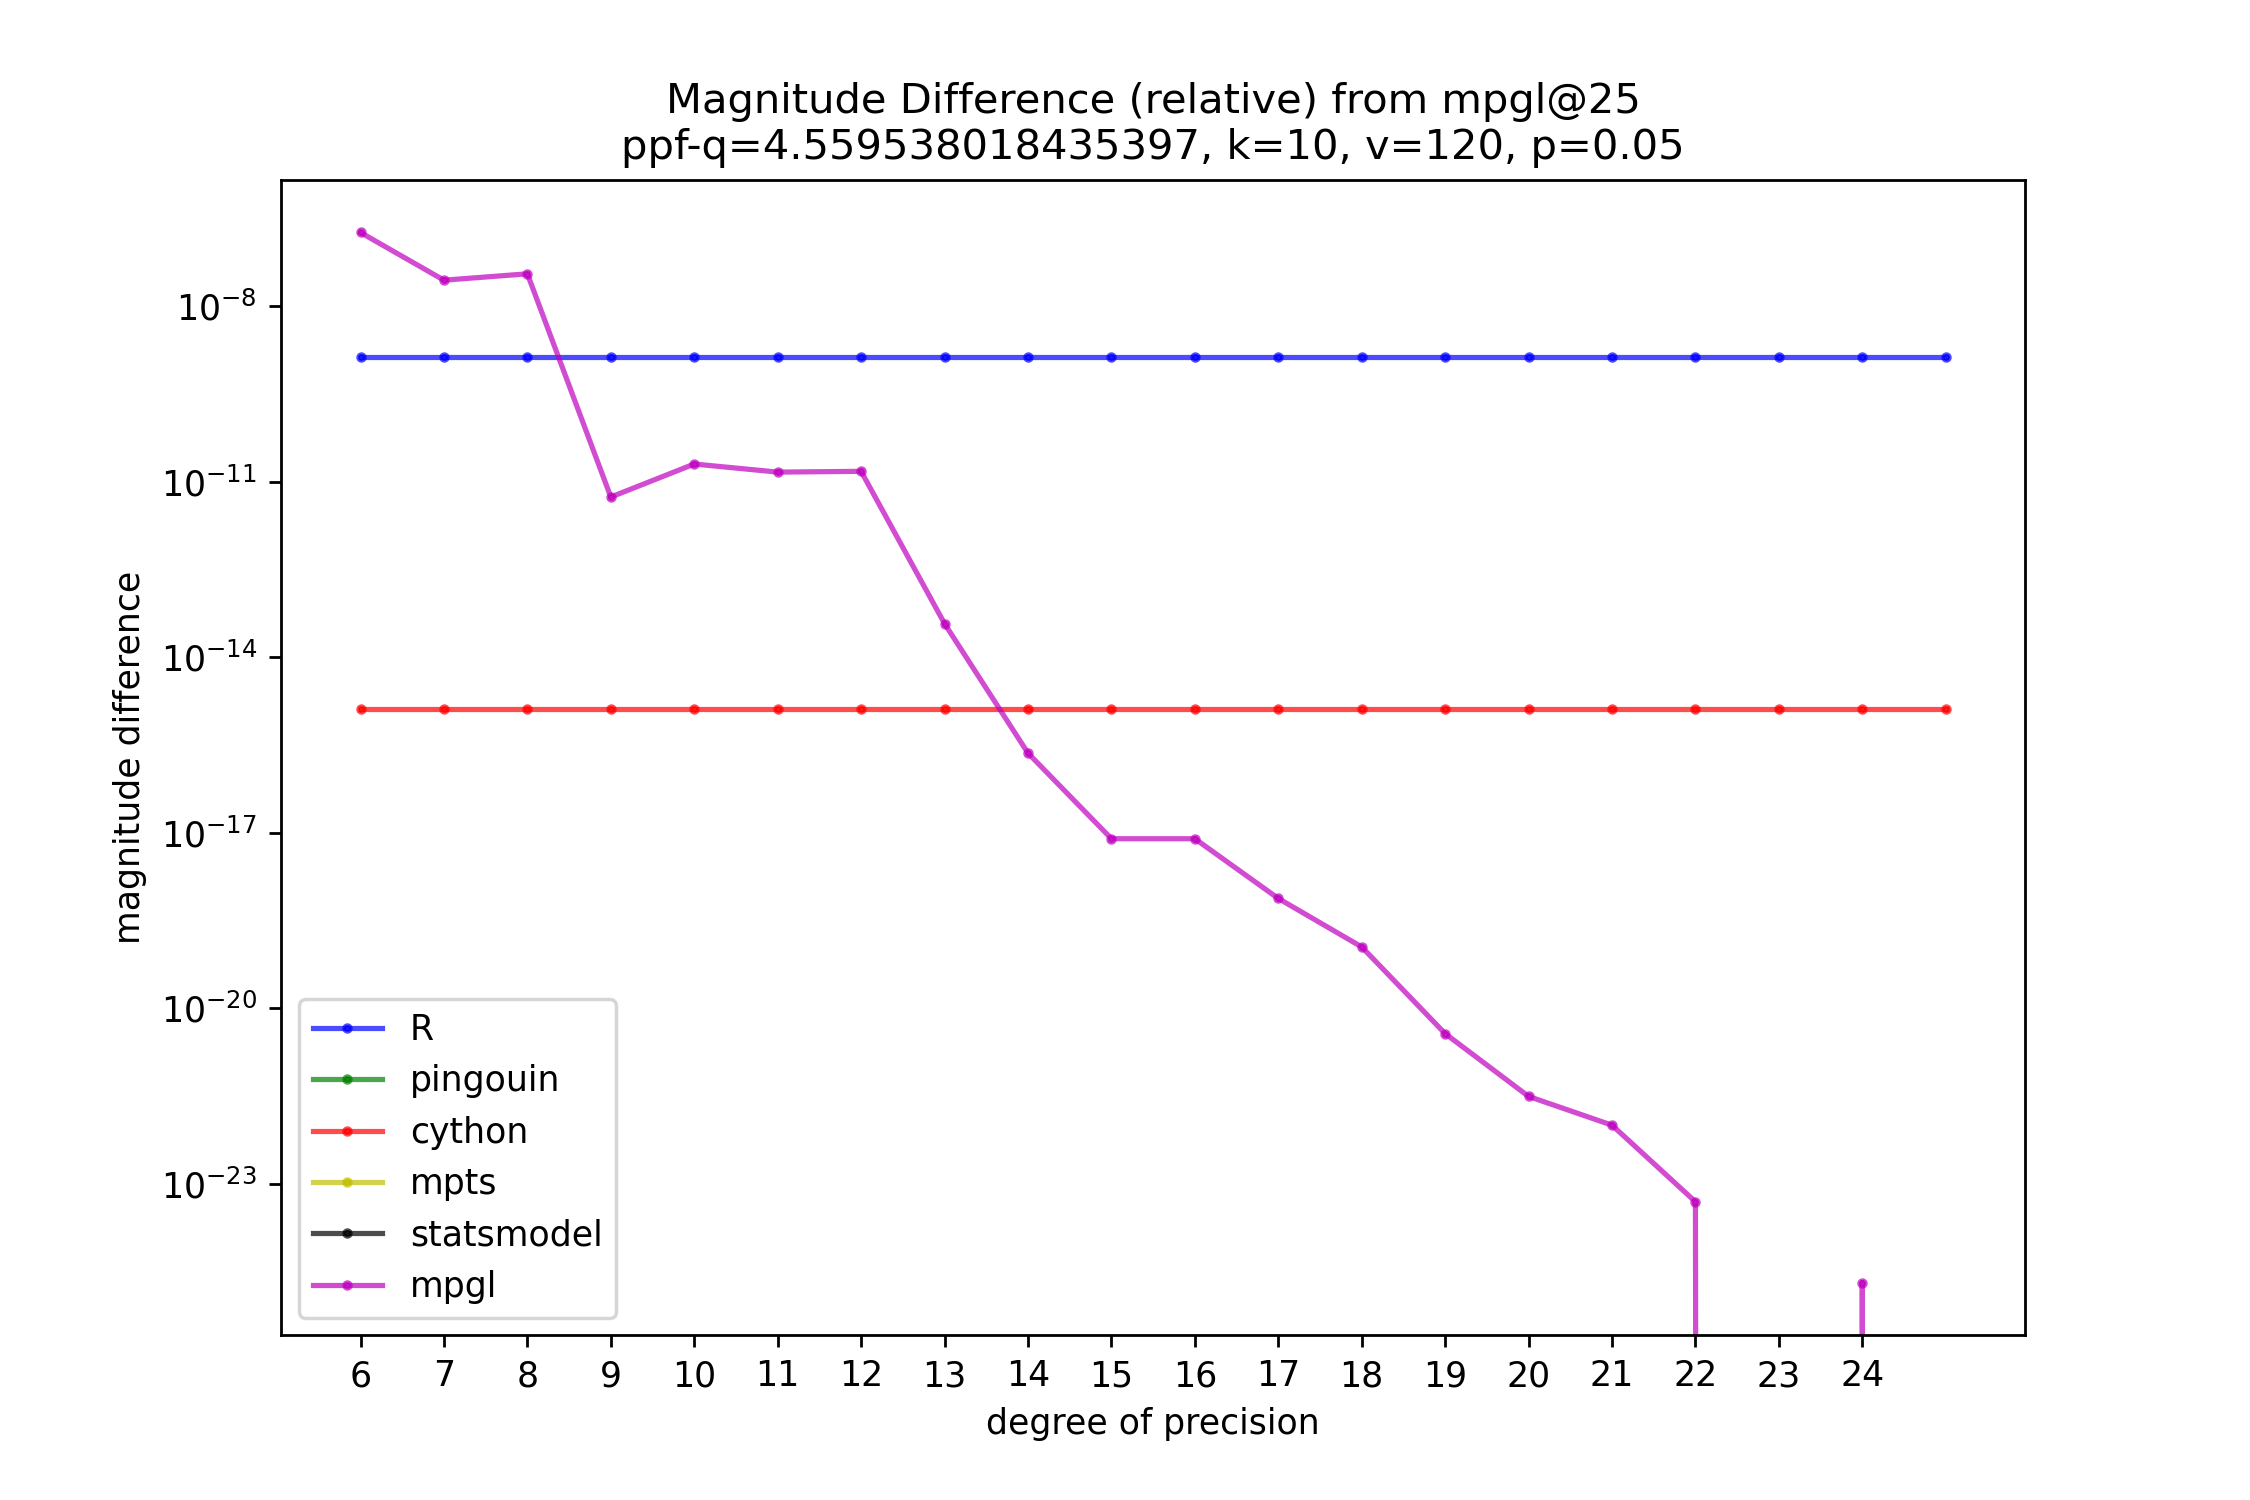 Magnitude Difference (relative) from mpgl@25
ppf-q=4.559538018435397, k=10, v=120, p=0.05
magnitude difference
10⁻⁸
10⁻¹¹
10⁻¹⁴
10⁻¹⁷
10⁻²⁰
10⁻²³
R
pingouin
cython
mpts
statsmodel
mpgl
6 7 8 9 10 11 12 13 14 15 16 17 18 19 20 21 22 23 24
degree of precision